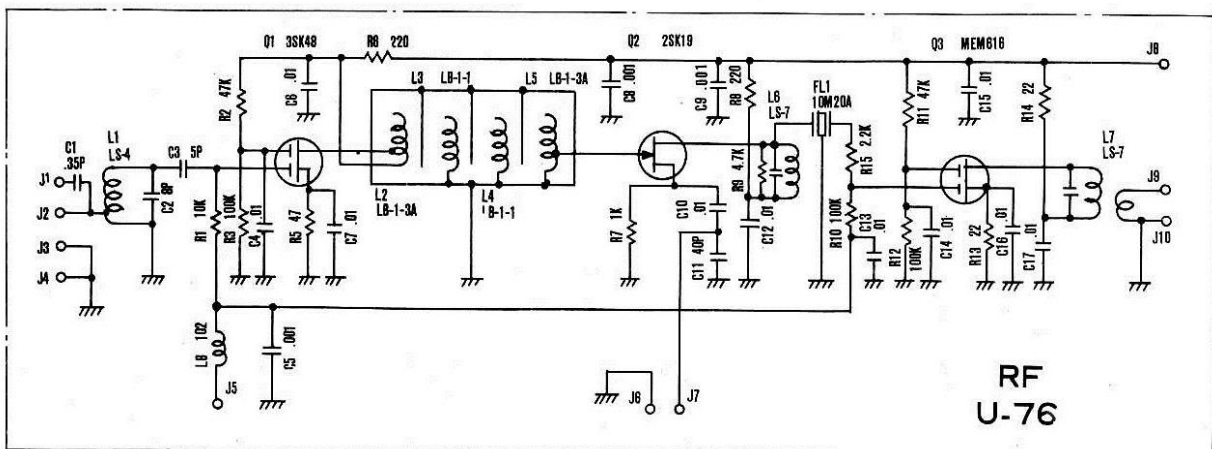 Q1 3SK48
R6 220
Q2 2SK19
Q3 MEM616
J8
R2 47K
C6 .01
L3 LB-1-1
L5 LB-1-3A
C8 .001
C9 .001
R8 220
L6
LS-7
FL1
10M20A
R11 47K
C15 .01
R14 22
L7
LS-7
C1
.35P
L1
LS-4
C3 5P
C2 8P
R15 2.2K
R9 4.7K
J1
J2
J3
J4
R1 10K
R3 100K
C4 .01
R5 47
C7 .01
L2
LB-1-3A
L4
LB-1-1
R7 1K
C10 .01
C11 40P
C12 .01
R10 100K
C13 .01
R12 100K
C14 .01
R13 22
C16 .01
C17 .01
J9
J10
L8 102
C5 .001
J5
J6
J7
RF
U-76